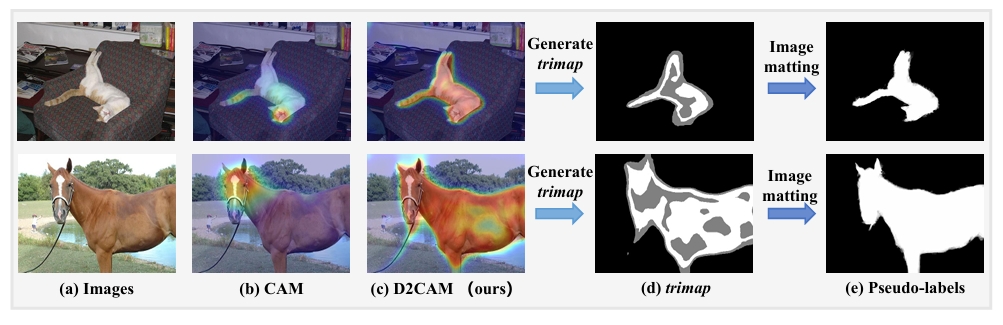 Generate
trimap
Image
matting
Generate
trimap
Image
matting
(a) Images
(b) CAM
(c) D2CAM （ours）
(d) trimap
(e) Pseudo-labels